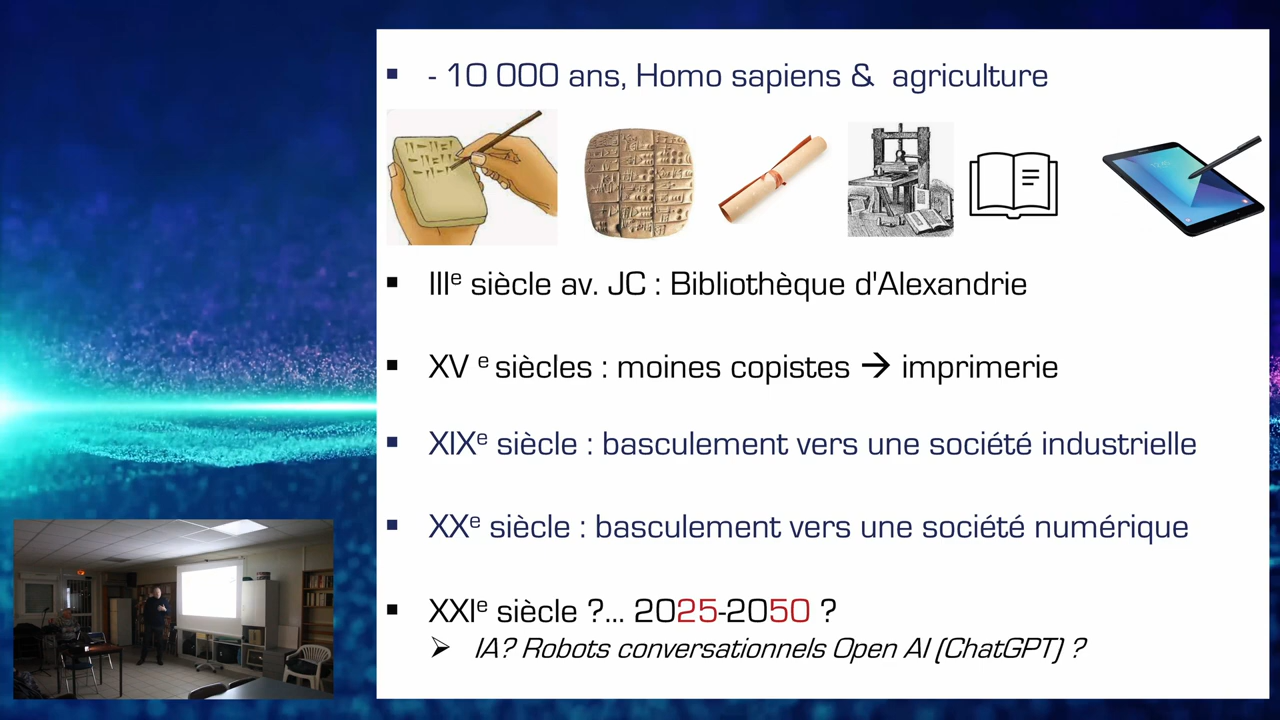 - 10 000 ans, Homo sapiens & agriculture
IIIe siècle av. JC : Bibliothèque d'Alexandrie
XV e siècles : moines copistes → imprimerie
XIXe siècle : basculement vers une société industrielle
XXe siècle : basculement vers une société numérique
XXIe siècle ?... 2025-2050 ?
IA? Robots conversationnels Open AI (ChatGPT) ?